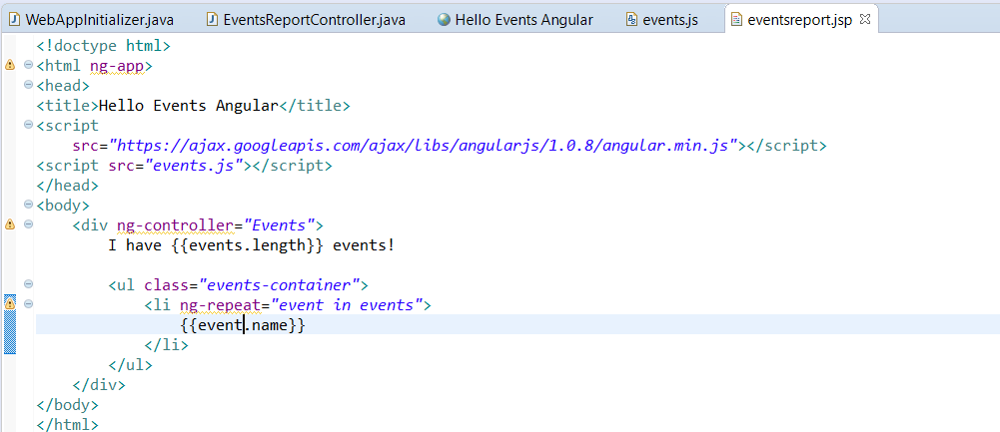 WebAppInitializer.java EventsReportController.java Hello Events Angular events.js eventsreport.jsp
<!doctype html>
<html ng-app>
<head>
<title>Hello Events Angular</title>
<script
src="https://ajax.googleapis.com/ajax/libs/angularjs/1.0.8/angular.min.js"></script>
<script src="events.js"></script>
</head>
<body>
<div ng-controller="Events">
I have {{events.length}} events!
<ul class="events-container">
<li ng-repeat="event in events">
{{event.name}}
</li>
</ul>
</div>
</body>
</html>